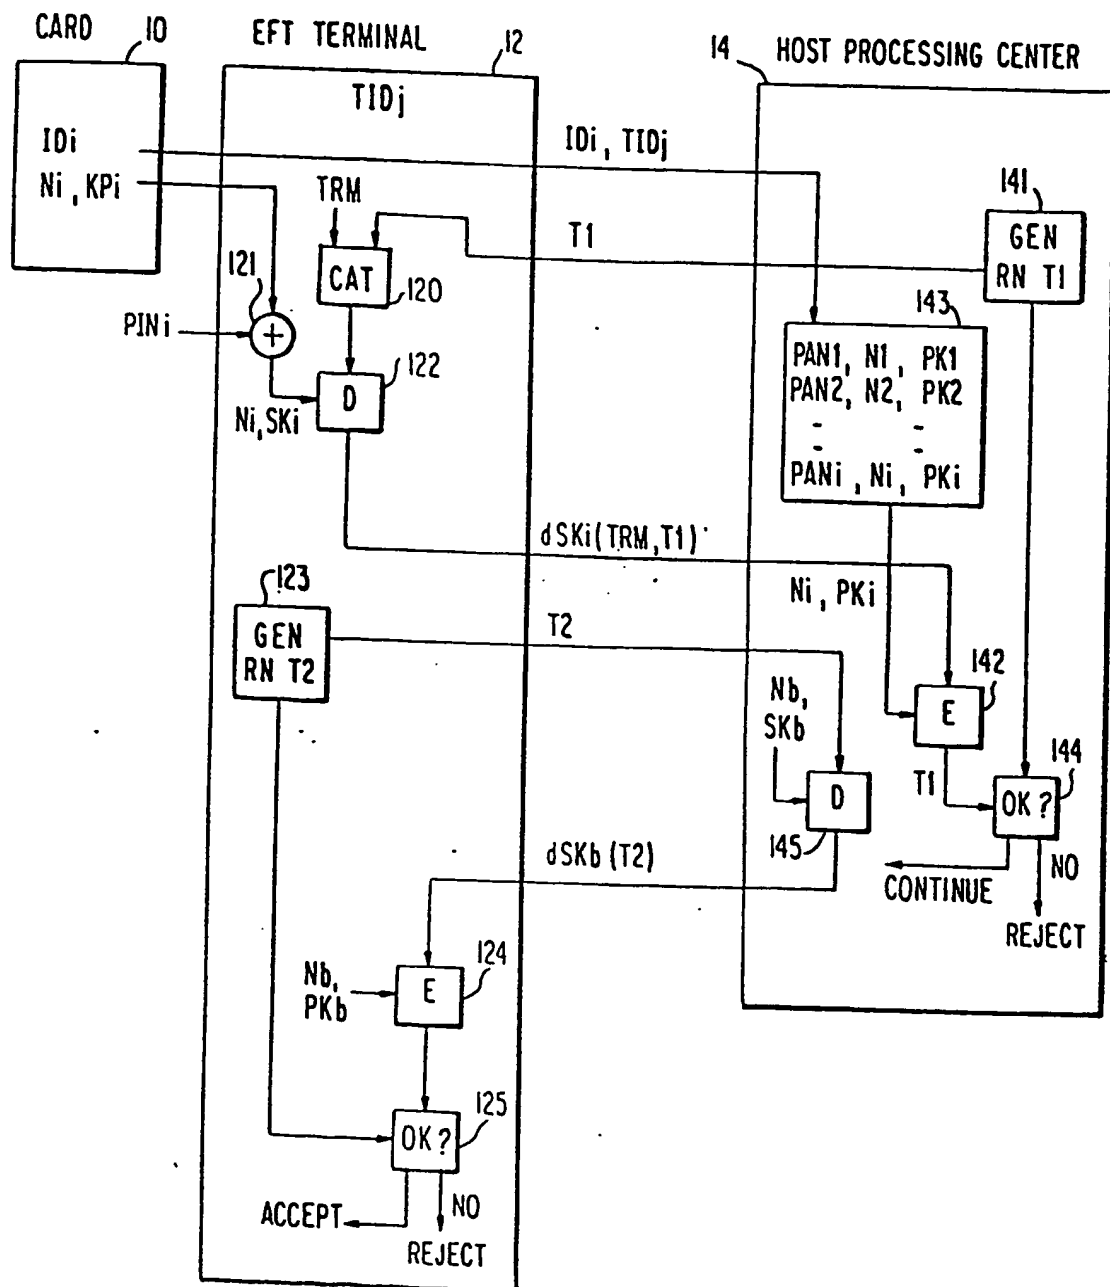 CARD 10
EFT TERMINAL
12
14
HOST PROCESSING CENTER
TIDj
IDi
Ni, KPi
IDi, TIDj
TRM
T1
141
GEN
RN T1
121
CAT
120
PINi
+
143
PAN1, N1, PK1
PAN2, N2, PK2
- -
- -
PANi, Ni, PKi
D
122
Ni,SKi
dSKi(TRM,T1)
Ni, PKi
123
GEN
RN T2
T2
142
Nb,
SKb
E
D
145
T1
144
OK?
dSKb(T2)
CONTINUE
NO
REJECT
124
Nb,
PKb
E
125
OK?
ACCEPT
NO
REJECT